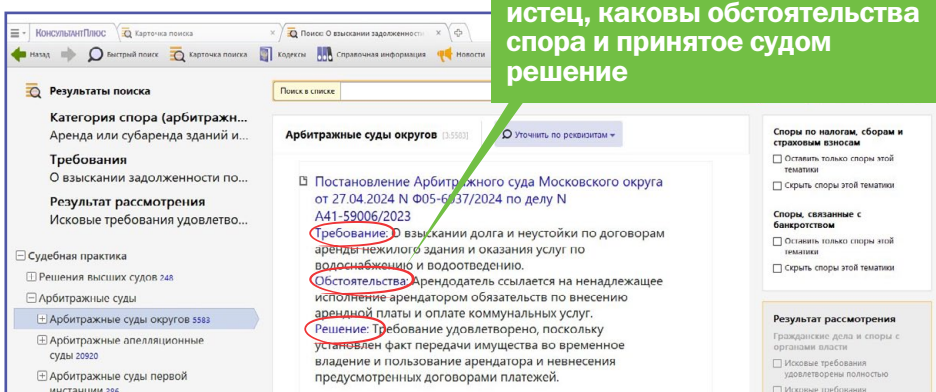 истец, каковы обстоятельства
спора и принятое судом
решение
КонсультантПлюс
Карточка поиска
Поиск: О взыскании задолженности
Назад
Быстрый поиск
Карточка поиска
Кодексы
Справочная информация
Новости
Результаты поиска
Категория спора (арбитражн...
Аренда или субаренда зданий и...
Требования
О взыскании задолженности по...
Результат рассмотрения
Исковые требования удовлетво...
Судебная практика
Решения высших судов 248
Арбитражные суды
Арбитражные суды округов 5583
Арбитражные апелляционные
суды 20920
Арбитражные суды первой
инстанции 286
Поиск в списке
Арбитражные суды округов [3;5583]
Уточнить по реквизитам
Постановление Арбитражного суда Московского округа
от 27.04.2024 N Ф05-6037/2024 по делу N
А41-59006/2023
Требование: О взыскании долга и неустойки по договорам
аренды нежилого здания и оказания услуг по
водоснабжению и водоотведению.
Обстоятельства: Арендодатель ссылается на ненадлежащее
исполнение арендатором обязательств по внесению
арендной платы и оплате коммунальных услуг.
Решение: Требование удовлетворено, поскольку
установлен факт передачи имущества во временное
владение и пользование арендатора и невнесения
предусмотренных договорами платежей.
Споры по налогам, сборам и
страховым взносам
Оставить только споры этой
тематики
Скрыть споры этой тематики
Споры, связанные с
банкротством
Оставить только споры этой
тематики
Скрыть споры этой тематики
Результат рассмотрения
Гражданские дела и споры с
органами власти
Исковые требования
удовлетворены полностью
Исковые требования